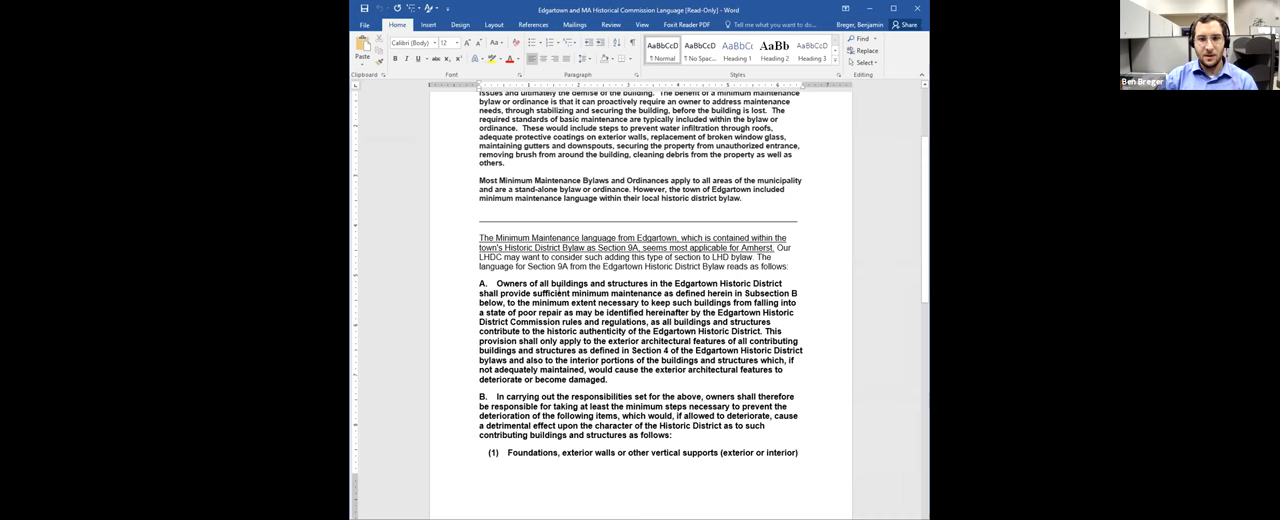 Edgartown and MA Historical Commission Language [Read-Only] - Word
Breger, Benjamin
Share
File
Home
Insert
Draw
Design
Layout
References
Mailings
Review
View
Foxit Reader PDF
Tell me what you want to do
Paste
Calibri (Body)
12
Clipboard
Font
Paragraph
AaBbCcD
¶ Normal
AaBbCcD
¶ No Spac...
AaBbC
Heading 1
AaBb
Heading 2
AaBbCcD
Heading 3
Styles
Find
Replace
Select
Editing
Ben Breger
issues and ultimately the demise of the building. The benefit of a minimum maintenance
bylaw or ordinance is that it can proactively require an owner to address maintenance
needs, through stabilizing and securing the building, before the building is lost. The
required standards of basic maintenance are typically included within the bylaw or
ordinance. These would include steps to prevent water infiltration through roofs,
adequate protective coatings on exterior walls, replacement of broken window glass,
maintaining gutters and downspouts, securing the property from unauthorized entrance,
removing brush from around the building, cleaning debris from the property as well as
others.
Most Minimum Maintenance Bylaws and Ordinances apply to all areas of the municipality
and are a stand-alone bylaw or ordinance. However, the town of Edgartown included
minimum maintenance language within their local historic district bylaw.
The Minimum Maintenance language from Edgartown, which is contained within the
town's Historic District Bylaw as Section 9A, seems most applicable for Amherst. Our
LHDC may want to consider such adding this type of section to LHD bylaw. The
language for Section 9A from the Edgartown Historic District Bylaw reads as follows:
A. Owners of all buildings and structures in the Edgartown Historic District
shall provide sufficient minimum maintenance as defined herein in Subsection B
below, to the minimum extent necessary to keep such buildings from falling into
a state of poor repair as may be identified hereinafter by the Edgartown Historic
District Commission rules and regulations, as all buildings and structures
contribute to the historic authenticity of the Edgartown Historic District. This
provision shall only apply to the exterior architectural features of all contributing
buildings and structures as defined in Section 4 of the Edgartown Historic District
bylaws and also to the interior portions of the buildings and structures which, if
not adequately maintained, would cause the exterior architectural features to
deteriorate or become damaged.
B. In carrying out the responsibilities set for the above, owners shall therefore
be responsible for taking at least the minimum steps necessary to prevent the
deterioration of the following items, which would, if allowed to deteriorate, cause
a detrimental effect upon the character of the Historic District as to such
contributing buildings and structures as follows:
(1) Foundations, exterior walls or other vertical supports (exterior or interior)